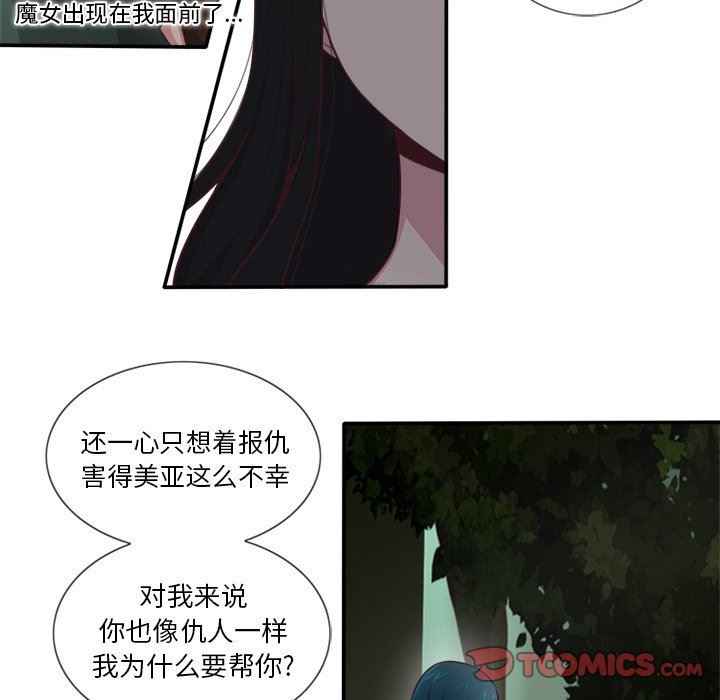 魔女出现在我面前了...
还一心只想着报仇
害得美亚这么不幸
对我来说
你也像仇人一样
我为什么要帮你?
TOOMICS.COM